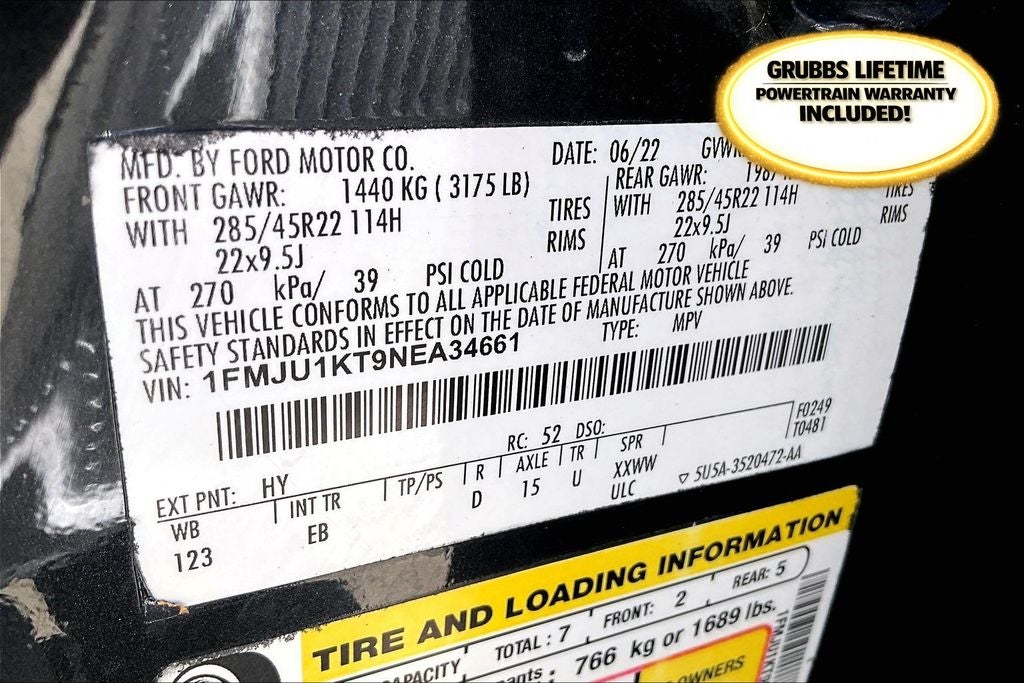 GRUBBS LIFETIME
POWERTRAIN WARRANTY
INCLUDED!
MFD. BY FORD MOTOR CO. DATE: 06/22
FRONT GAWR: 1440 KG ( 3175 LB) REAR GAWR:
WITH 285/45R22 114H TIRES WITH 285/45R22 114H TIRES
22x9.5J RIMS 22x9.5J RIMS
AT 270 kPa/ 39 PSI COLD AT 270 kPa/ 39 PSI COLD
THIS VEHICLE CONFORMS TO ALL APPLICABLE FEDERAL MOTOR VEHICLE
SAFETY STANDARDS IN EFFECT ON THE DATE OF MANUFACTURE SHOWN ABOVE.
VIN: 1FMJU1KT9NEA34661 TYPE: MPV
F0249
T0481
EXT PNT: HY RC: 52 DSO:
WB INT TR TP/PS R AXLE TR SPR
123 EB D 15 U XXWW
ULC
5U5A-3520472-AA
TIRE AND LOADING INFORMATION
TOTAL : 7 FRONT: 2 REAR: 5
766 kg or 1689 lbs.